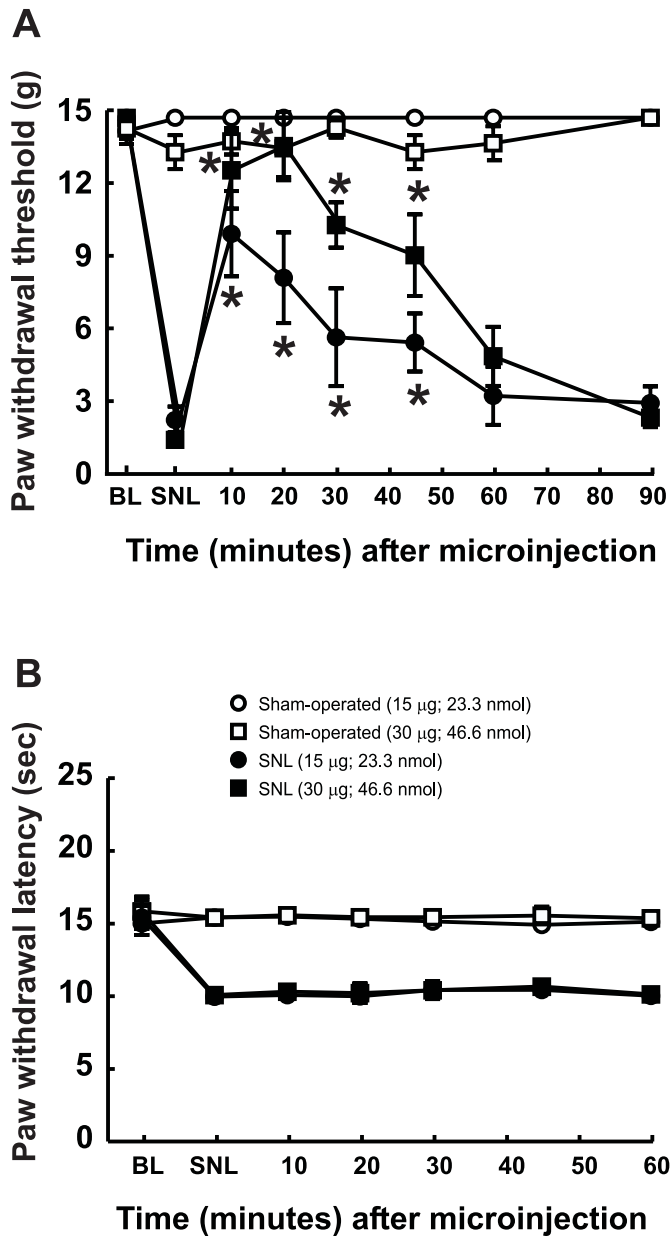 A
Paw withdrawal threshold (g)
15
12
9
6
3
0
* * * *
* * * *
BL SNL 10 20 30 40 50 60 70 80 90
Time (minutes) after microinjection
B
Sham-operated (15 µg; 23.3 nmol)
Sham-operated (30 µg; 46.6 nmol)
SNL (15 µg; 23.3 nmol)
SNL (30 µg; 46.6 nmol)
Paw withdrawal latency (sec)
25
20
15
10
5
0
BL SNL 10 20 30 40 50 60
Time (minutes) after microinjection